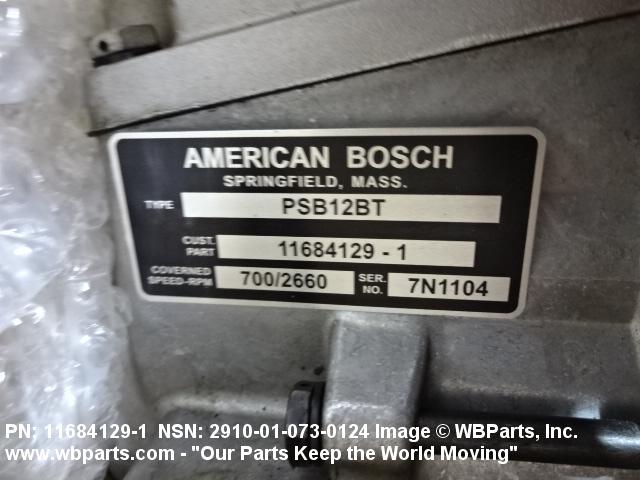 AMERICAN BOSCH
SPRINGFIELD, MASS.
TYPE PSB12BT
CUST. PART 11684129 - 1
GOVERNED SPEED-RPM 700/2660 SER. NO. 7N1104
PN: 11684129-1 NSN: 2910-01-073-0124 Image © WBParts, Inc.
www.wbparts.com - "Our Parts Keep the World Moving"